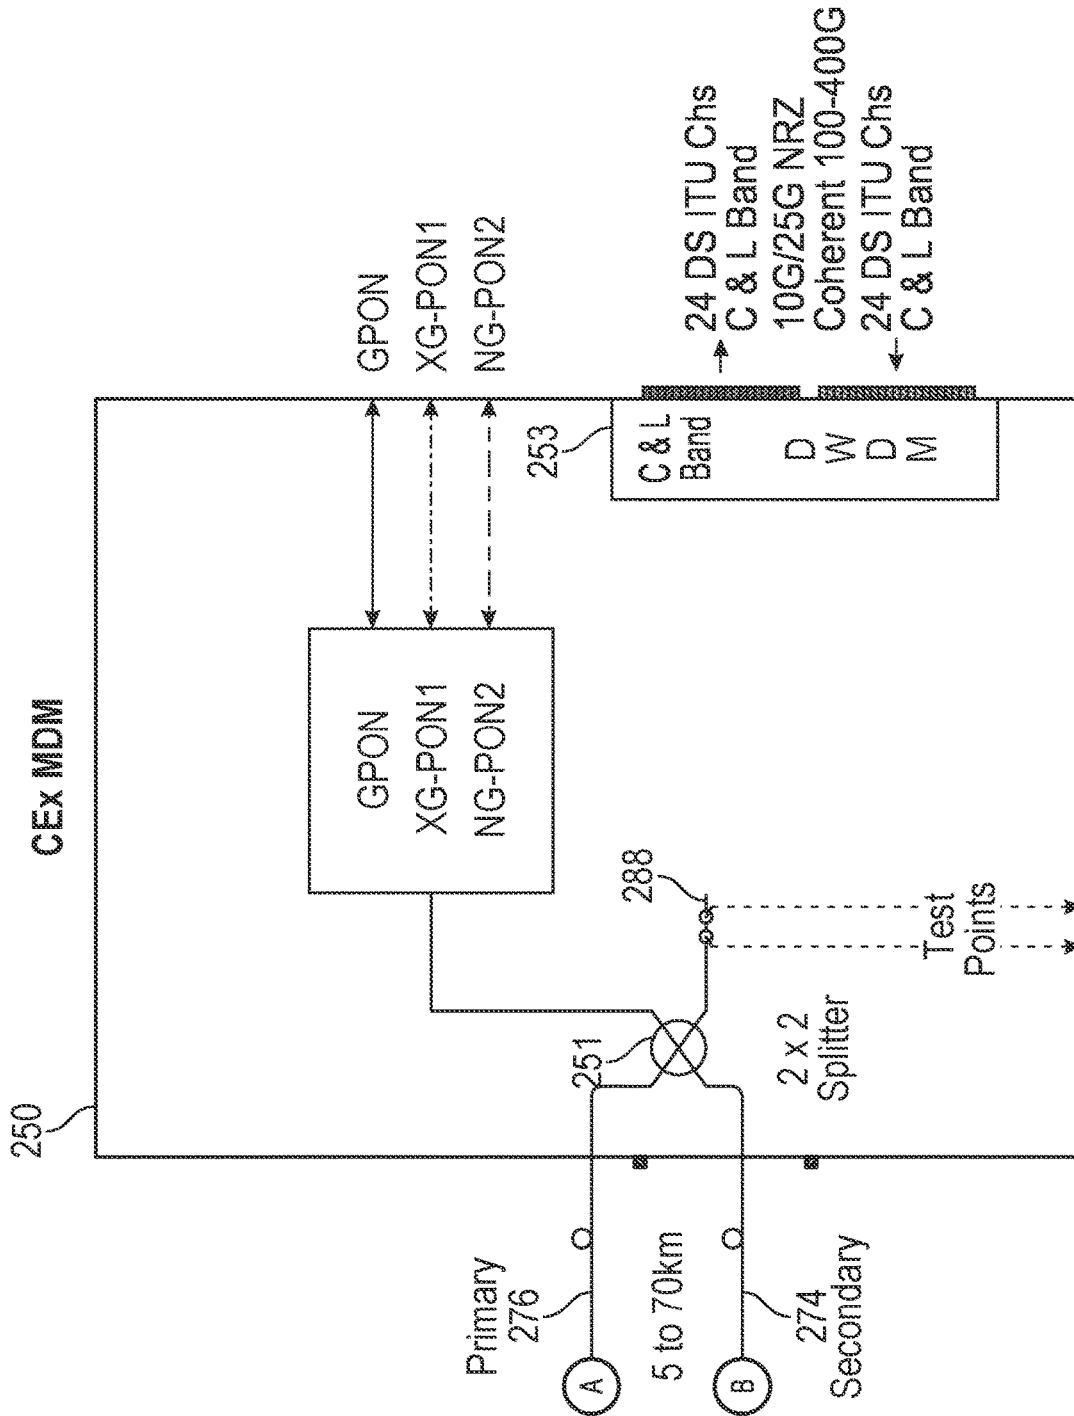 CEx MDM
250
GPON
XG-PON1
NG-PON2
GPON
XG-PON1
NG-PON2
253
C & L
Band
D
W
D
M
24 DS ITU Chs
C & L Band
10G/25G NRZ
Coherent 100-400G
24 DS ITU Chs
C & L Band
251
288
2 x 2
Splitter
Test
Points
Primary
276
A
5 to 70km
B
274
Secondary